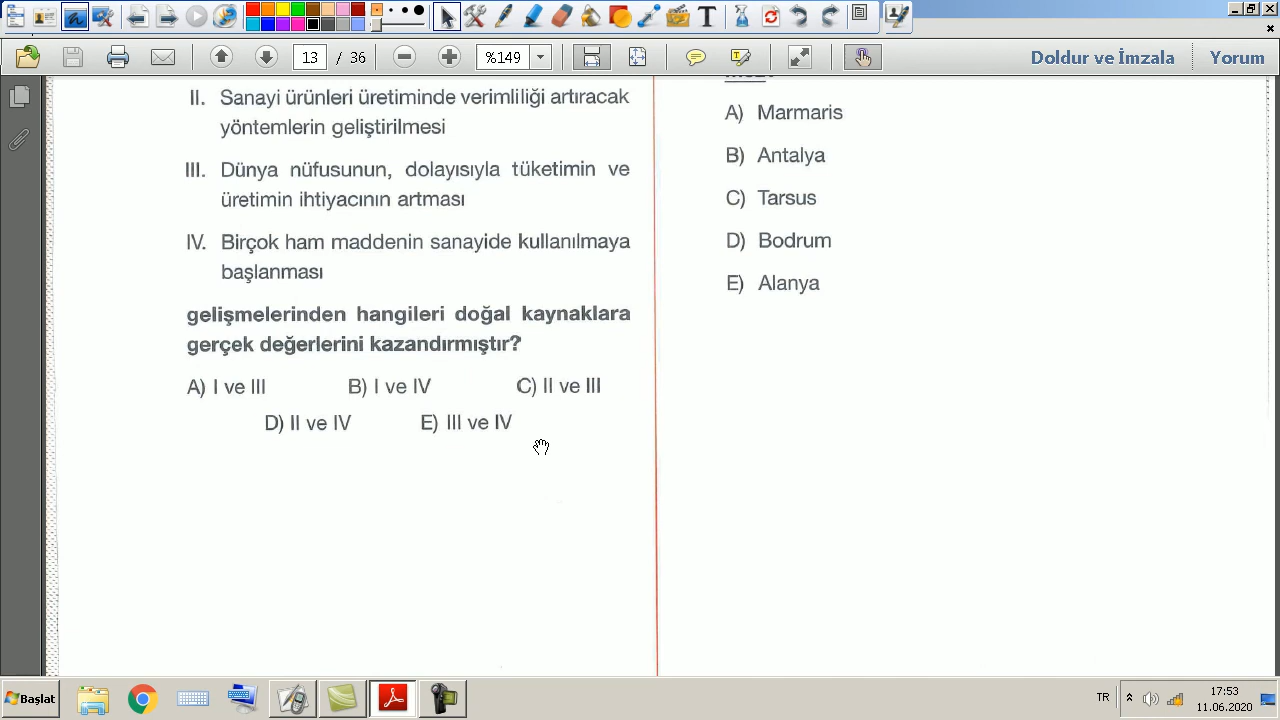 13 / 36
%149
Doldur ve İmzala
Yorum
II. Sanayi ürünleri üretiminde verimliliği artıracak
yöntemlerin geliştirilmesi
III. Dünya nüfusunun, dolayısıyla tüketimin ve
üretimin ihtiyacının artması
IV. Birçok ham maddenin sanayide kullanılmaya
başlanması
gelişmelerinden hangileri doğal kaynaklara
gerçek değerlerini kazandırmıştır?
A) I ve III
B) I ve IV
C) II ve III
D) II ve IV
E) III ve IV
A) Marmaris
B) Antalya
C) Tarsus
D) Bodrum
E) Alanya
Başlat
TR
17:53
11.06.2020